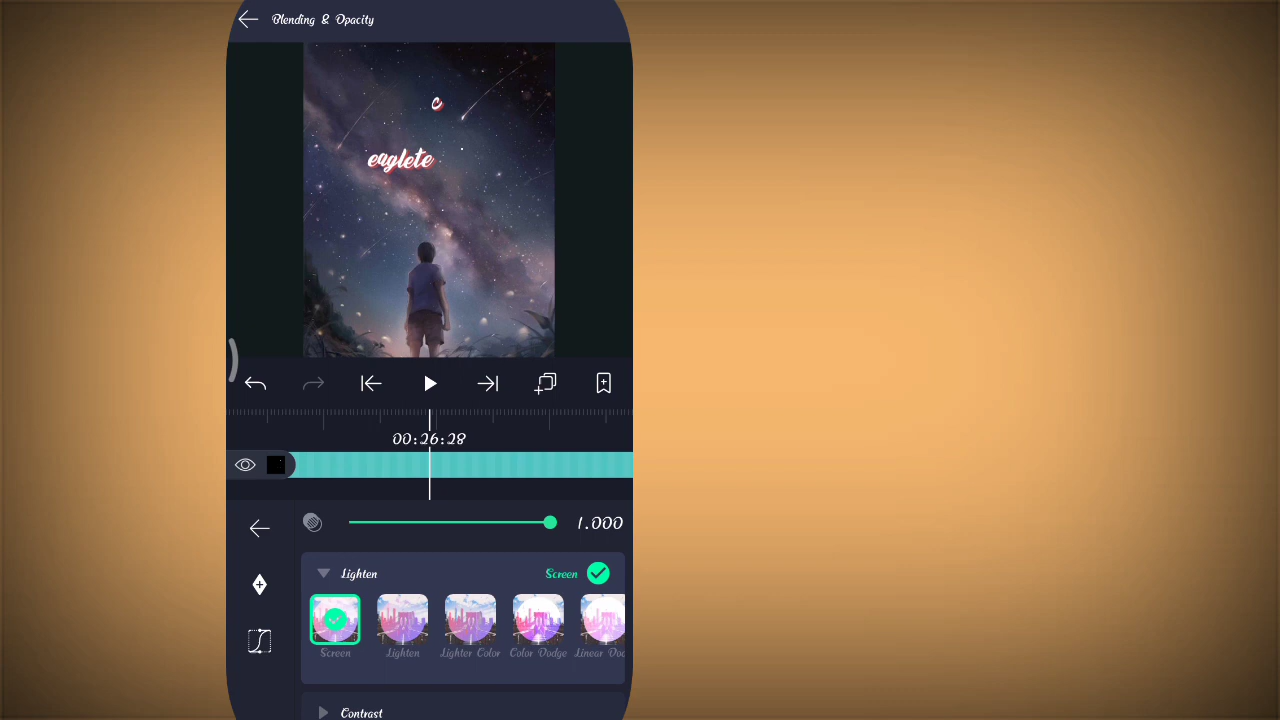 Blending & Opacity
c
eaglete
00:26:28
1.000
Lighten
Screen
Screen
Lighten
Lighter Color
Color Dodge
Linear Doc
Contrast